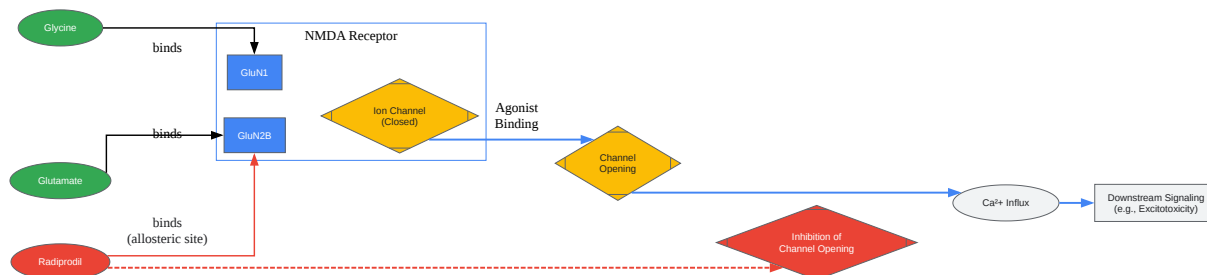 Glycine
NMDA Receptor
binds
GluN1
Ion Channel
(Closed)
Agonist
Binding
binds
GluN2B
Channel
Opening
Glutamate
Ca²⁺ Influx
Downstream Signaling
(e.g., Excitotoxicity)
binds
(allosteric site)
Inhibition of
Channel Opening
Radiprodil